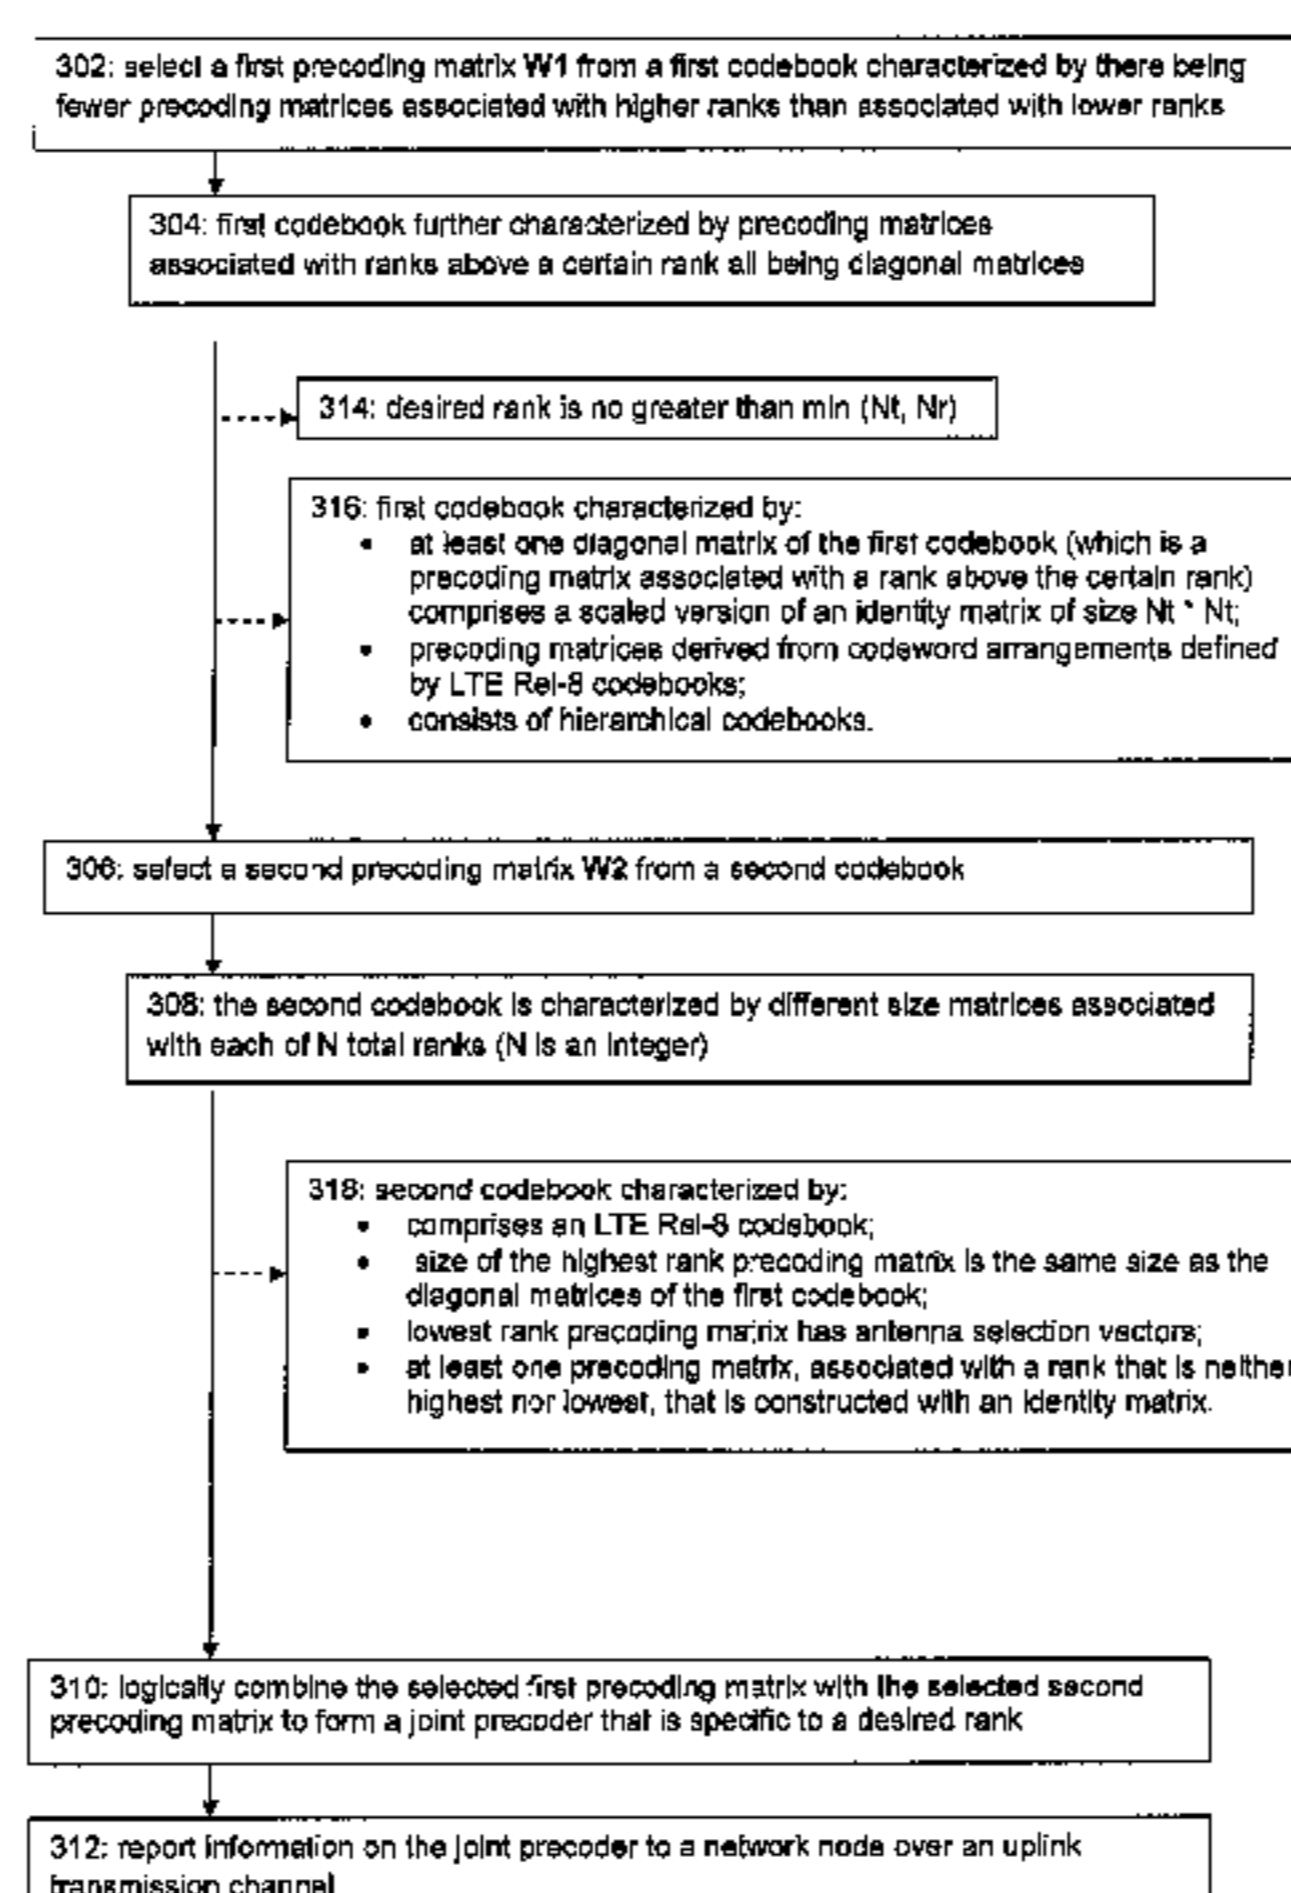 302: select a first precoding matrix W1 from a first codebook characterized by there being
fewer precoding matrices associated with higher ranks than associated with lower ranks
304: first codebook further characterized by precoding matrices
associated with ranks above a certain rank all being diagonal matrices
314: desired rank is no greater than min (Nt, Nr)
316: first codebook characterized by:
• at least one diagonal matrix of the first codebook (which is a
precoding matrix associated with a rank above the certain rank)
comprises a scaled version of an identity matrix of size Nt * Nt;
• precoding matrices derived from codeword arrangements defined
by LTE Rel-8 codebooks;
• consists of hierarchical codebooks.
306: select a second precoding matrix W2 from a second codebook
308: the second codebook is characterized by different size matrices associated
with each of N total ranks (N is an integer)
318: second codebook characterized by:
• comprises an LTE Rel-8 codebook;
• size of the highest rank precoding matrix is the same size as the
diagonal matrices of the first codebook;
• lowest rank precoding matrix has antenna selection vectors;
• at least one precoding matrix, associated with a rank that is neither
highest nor lowest, that is constructed with an identity matrix.
310: logically combine the selected first precoding matrix with the selected second
precoding matrix to form a joint precoder that is specific to a desired rank
312: report information on the joint precoder to a network node over an uplink
transmission channel